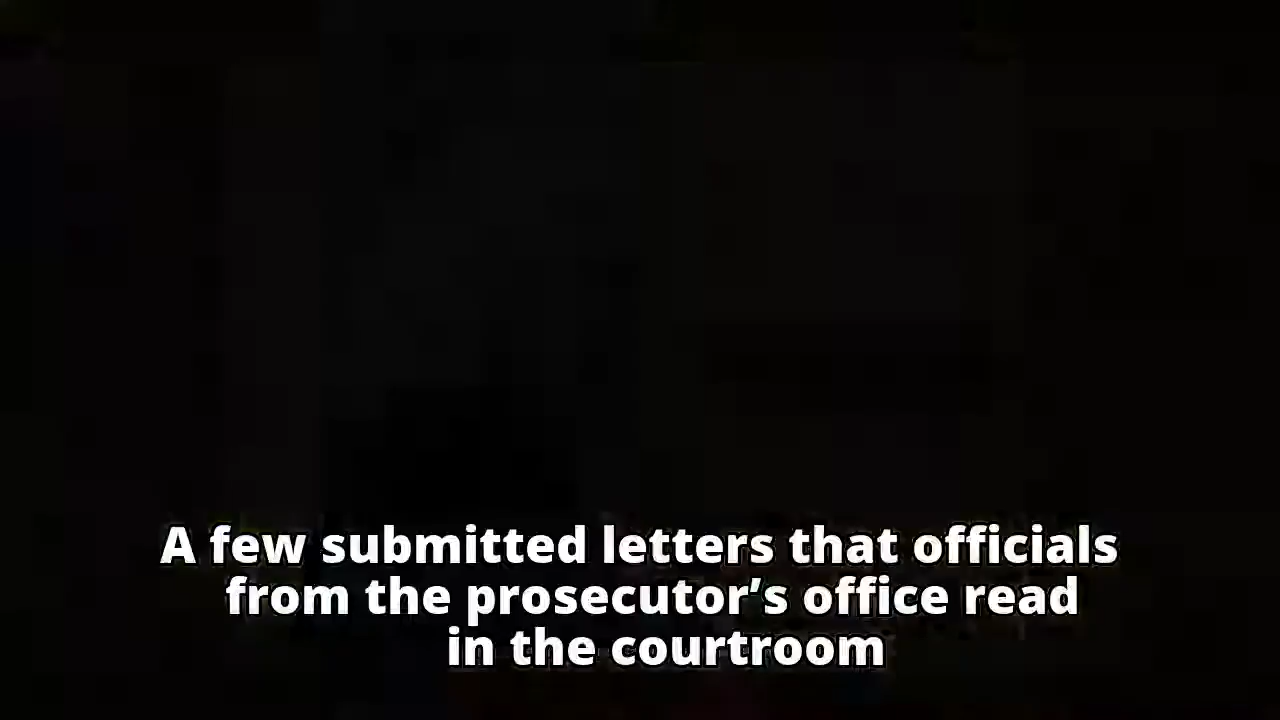 A few submitted letters that officials
from the prosecutor’s office read
in the courtroom